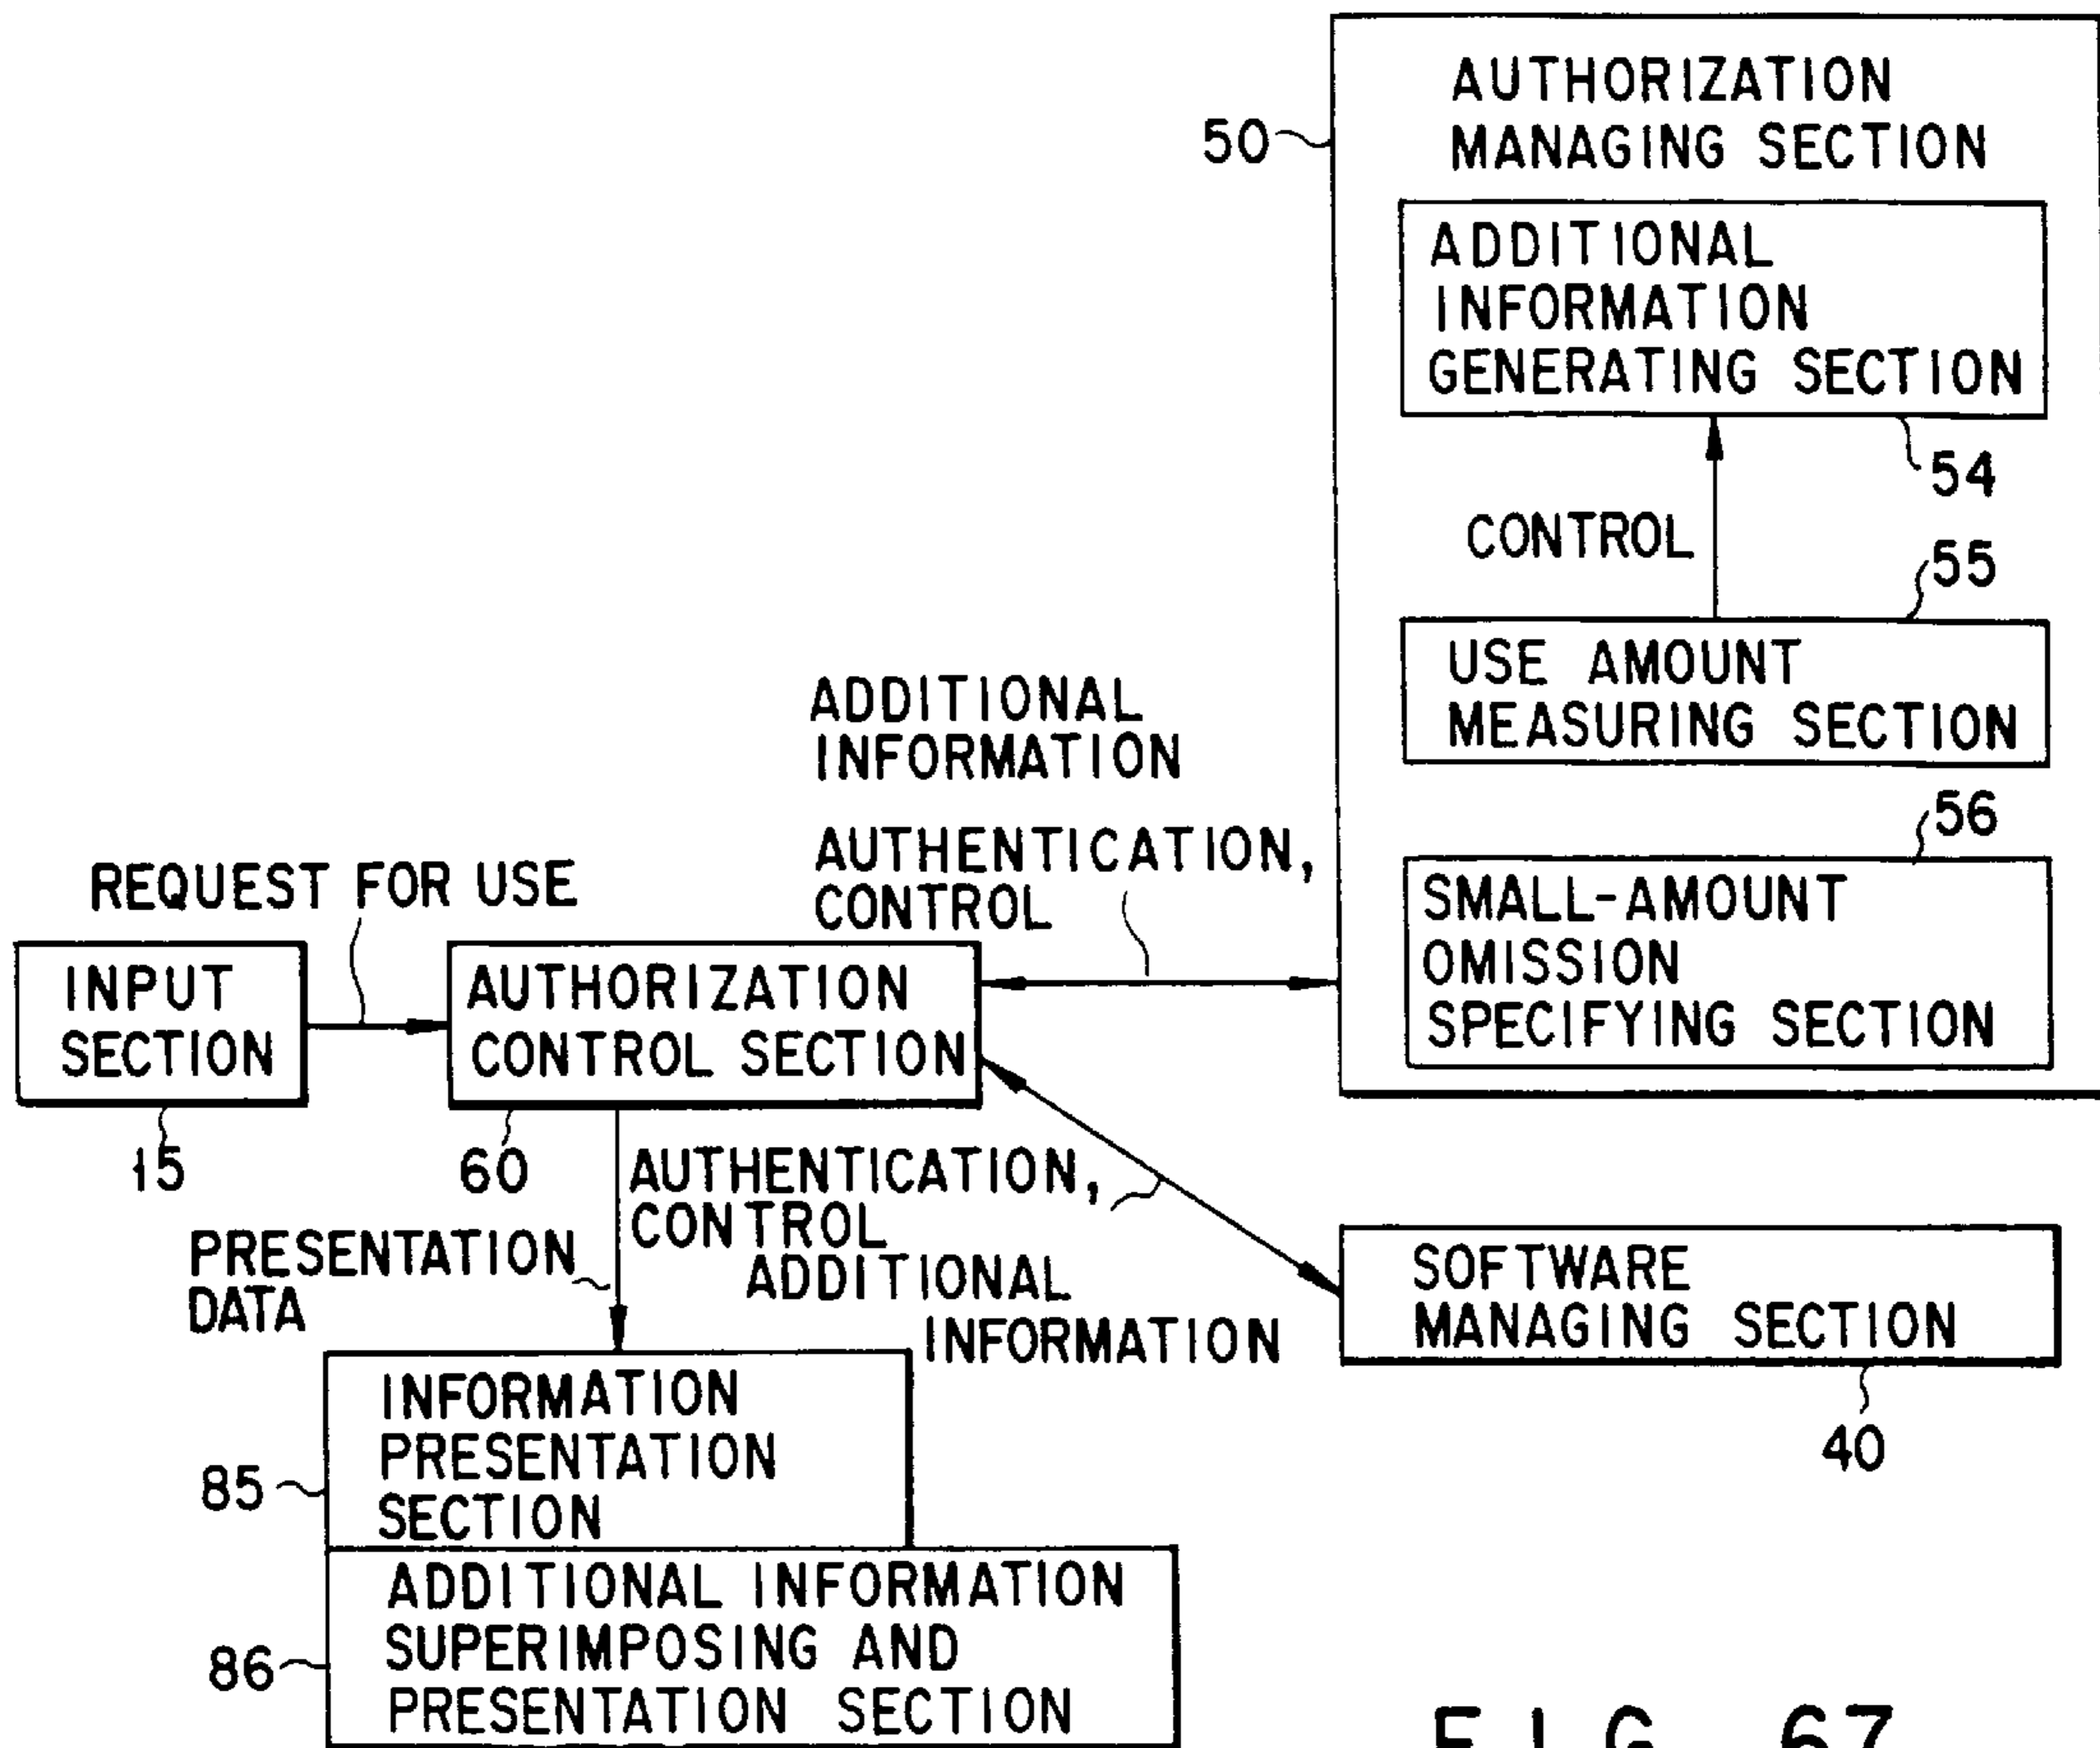 AUTHORIZATION
MANAGING SECTION
50
ADDITIONAL
INFORMATION
GENERATING SECTION
54
CONTROL
55
USE AMOUNT
MEASURING SECTION
56
SMALL-AMOUNT
OMISSION
SPECIFYING SECTION
ADDITIONAL
INFORMATION
AUTHENTICATION,
CONTROL
REQUEST FOR USE
INPUT
SECTION
15
AUTHORIZATION
CONTROL SECTION
60
AUTHENTICATION,
CONTROL
ADDITIONAL
INFORMATION
PRESENTATION
DATA
SOFTWARE
MANAGING SECTION
40
INFORMATION
PRESENTATION
SECTION
85
ADDITIONAL INFORMATION
SUPERIMPOSING AND
PRESENTATION SECTION
86
FIG. 67